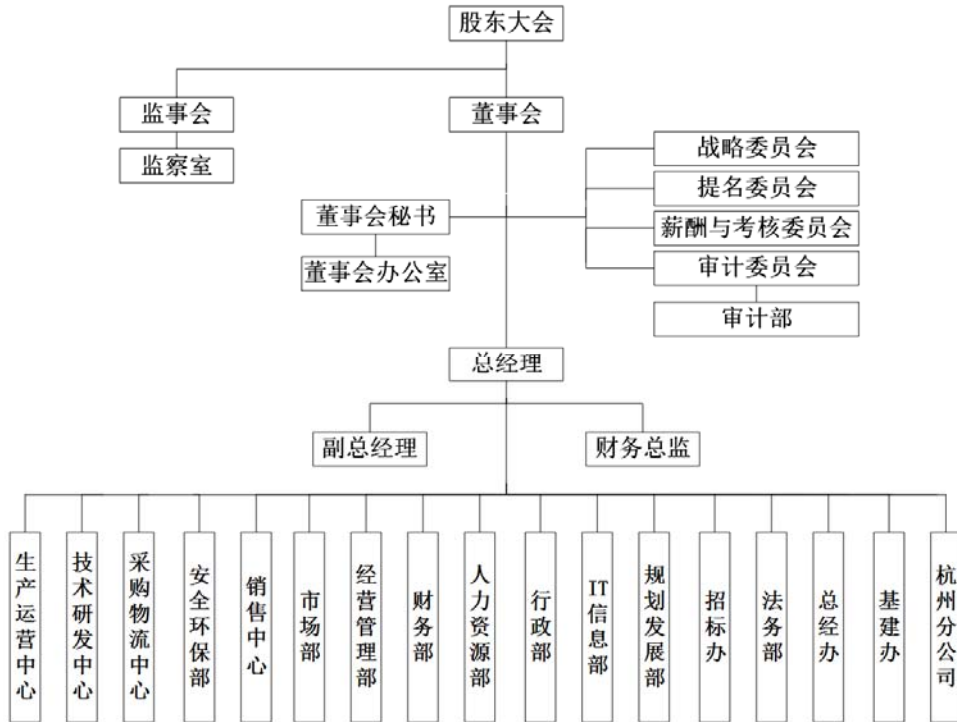 股东大会
监事会
董事会
监察室
战略委员会
提名委员会
董事会秘书
薪酬与考核委员会
董事会办公室
审计委员会
审计部
总经理
副总经理
财务总监
生产运营中心
技术研发中心
采购物流中心
安全环保部
销售中心
市场部
经营管理部
财务部
人力资源部
行政部
IT信息部
规划发展部
招标办
法务部
总经办
基建办
杭州分公司